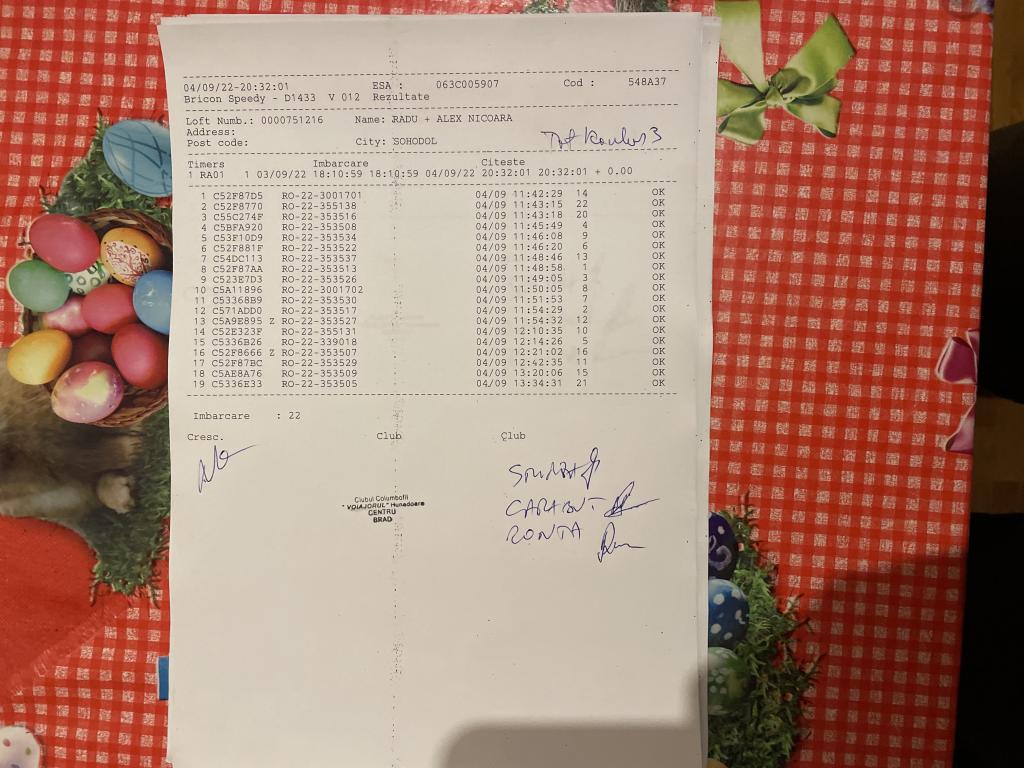 04/09/22-20:32:01 ESA : 063C005907 Cod : 548A37
Bricon Speedy - D1433 V 012 Rezultate
Loft Numb.: 0000751216 Name: RADU + ALEX NICOARA
Address:
Post code: City: SOHODOL
Timers Imbarcare Citeste
1 RA01 1 03/09/22 18:10:59 18:10:59 04/09/22 20:32:01 20:32:01 + 0.00
1 C52F87D5 RO-22-3001701 04/09 11:42:29 14 OK
2 C52F8770 RO-22-355138 04/09 11:43:15 22 OK
3 C55C274F RO-22-353516 04/09 11:43:18 20 OK
4 C5BFA920 RO-22-353508 04/09 11:45:49 4 OK
5 C53F10D9 RO-22-353534 04/09 11:46:08 9 OK
6 C52F881F RO-22-353522 04/09 11:46:20 6 OK
7 C54DC113 RO-22-353537 04/09 11:48:46 13 OK
8 C52F87AA RO-22-353513 04/09 11:48:58 1 OK
9 C523E7D3 RO-22-353526 04/09 11:49:05 3 OK
10 C5A11896 RO-22-3001702 04/09 11:50:05 8 OK
11 C53368B9 RO-22-353530 04/09 11:51:53 7 OK
12 C571ADD0 RO-22-353517 04/09 11:54:29 2 OK
13 C5A9E895 Z RO-22-353527 04/09 11:54:32 12 OK
14 C52E323F RO-22-355131 04/09 12:10:35 10 OK
15 C5336B26 RO-22-339018 04/09 12:14:26 5 OK
16 C52F8666 Z RO-22-353507 04/09 12:21:02 16 OK
17 C52F87BC RO-22-353529 04/09 12:42:35 11 OK
18 C5AE8A76 RO-22-353509 04/09 13:20:06 15 OK
19 C5336E33 RO-22-353505 04/09 13:34:31 21 OK
Imbarcare : 22
Cresc. Club Club
Clubul Columbofil
"VOIAJORUL" Hunedoara
CENTRU
BRAD
ZONTA